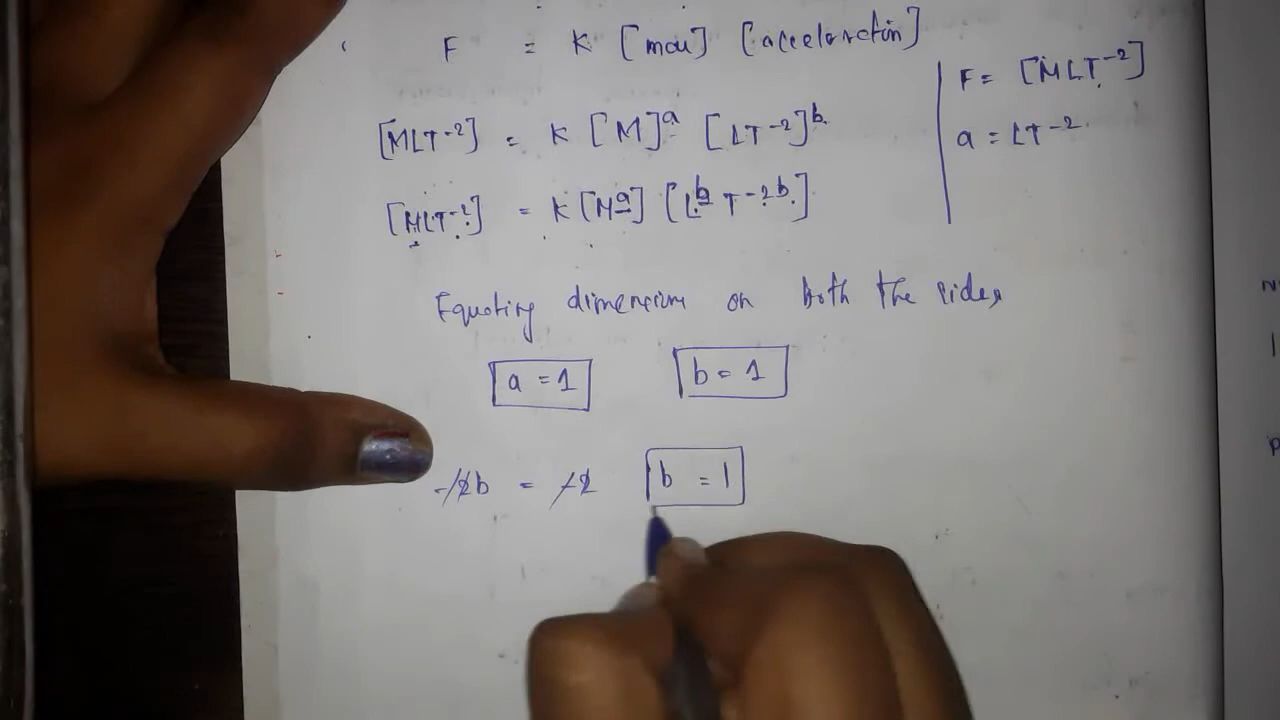 F = K [mass] [acceleration]
F = [MLT-2]
[MLT-2] = K [M]a [LT-2]b
a = LT-2
[MLT-2] = K [Ma] [Lb T-2b]
Equating dimension on both the sides
a = 1 b = 1
-2b = -2 b = 1
N
P